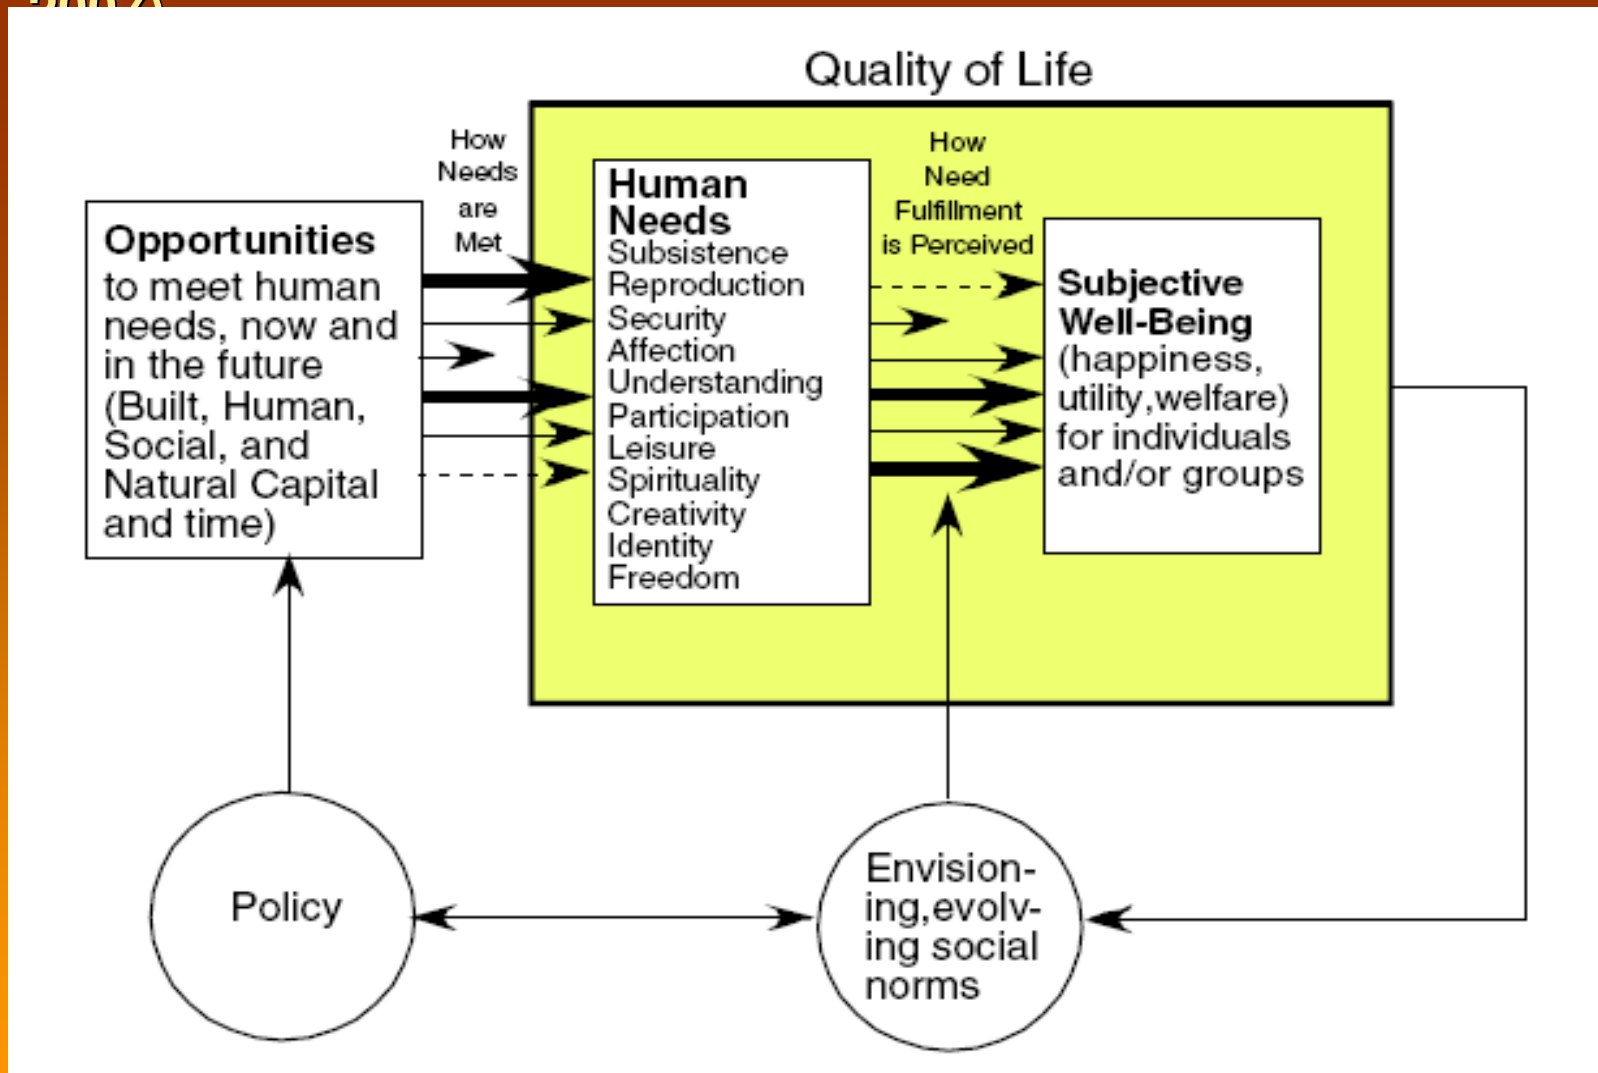 Quality of Life
How
Needs
are
Met
How
Need
Fulfillment
is Perceived
Opportunities
to meet human
needs, now and
in the future
(Built, Human,
Social, and
Natural Capital
and time)
Human
Needs
Subsistence
Reproduction
Security
Affection
Understanding
Participation
Leisure
Spirituality
Creativity
Identity
Freedom
Subjective
Well-Being
(happiness,
utility,welfare)
for individuals
and/or groups
Policy
Envision-
ing,evolv-
ing social
norms